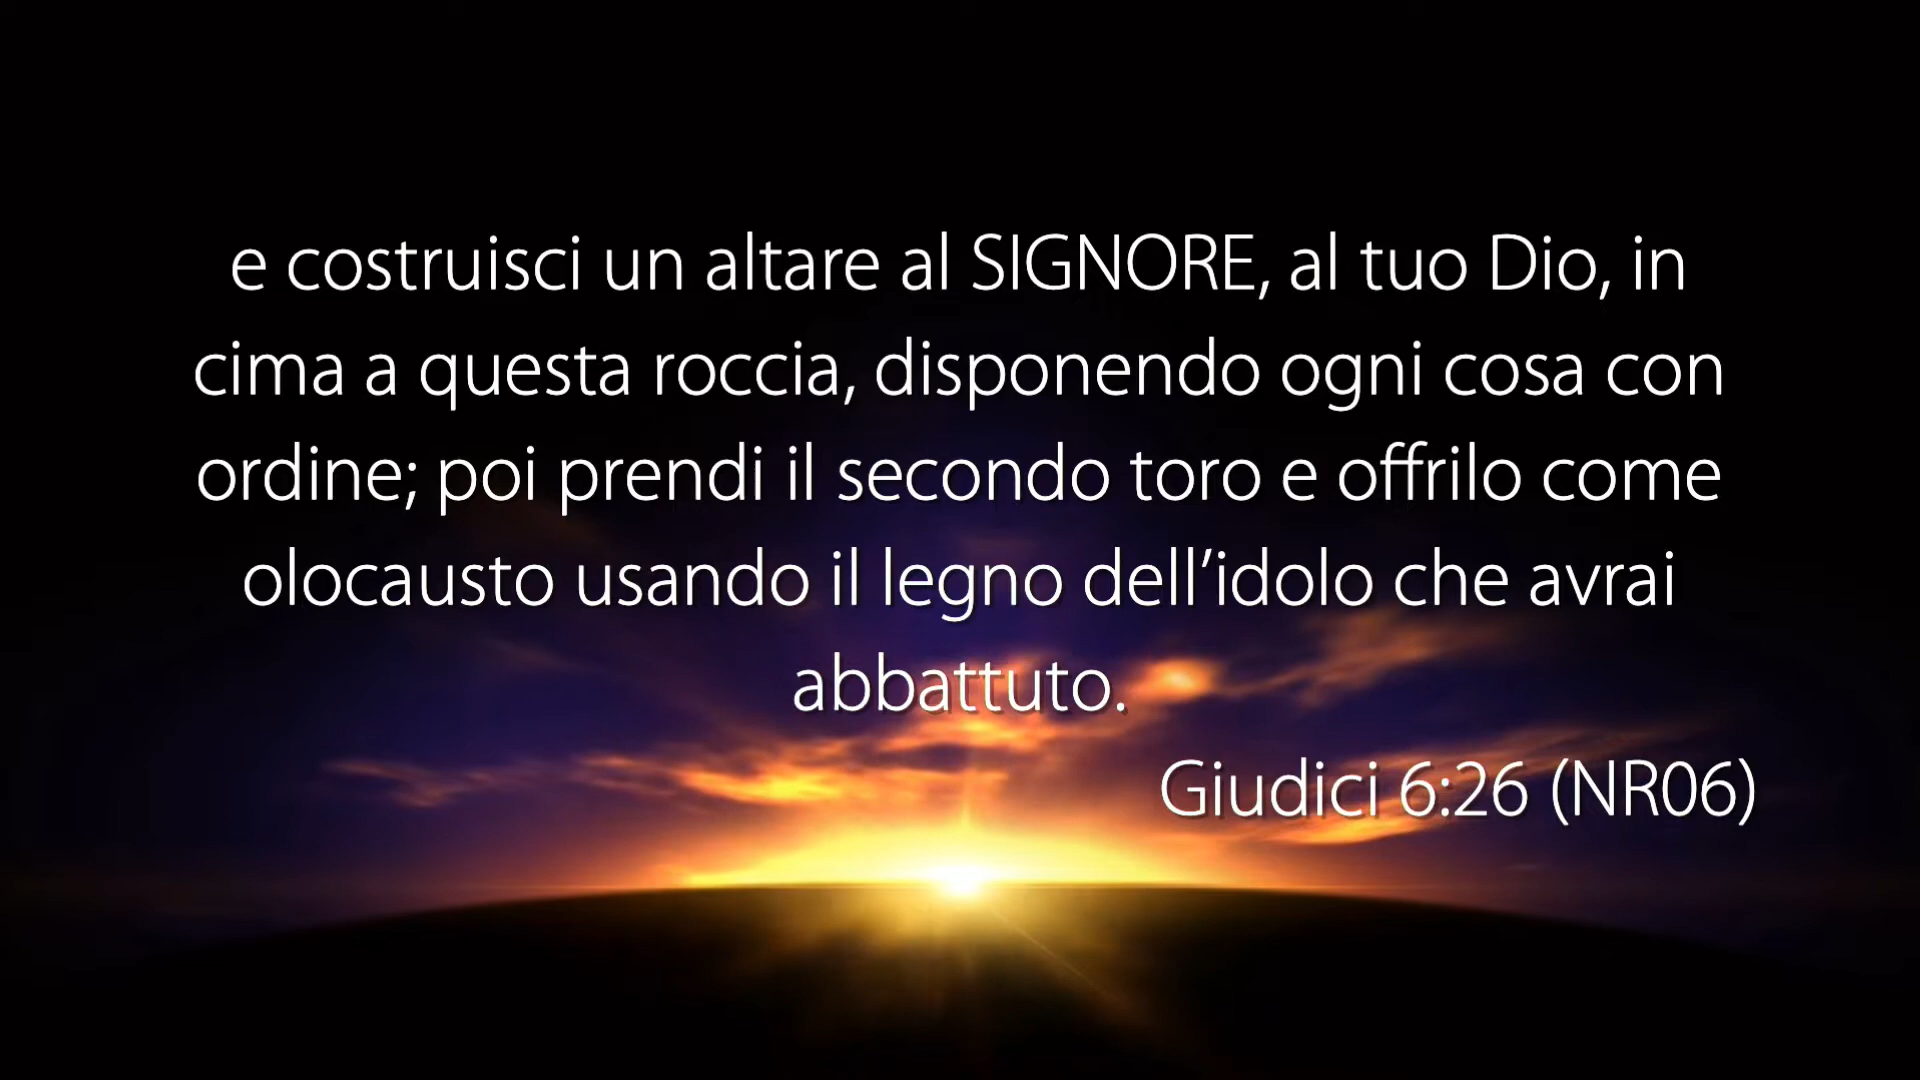 e costruisci un altare al SIGNORE, al tuo Dio, in
cima a questa roccia, disponendo ogni cosa con
ordine; poi prendi il secondo toro e offrilo come
olocausto usando il legno dell’idolo che avrai
abbattuto.
Giudici 6:26 (NR06)